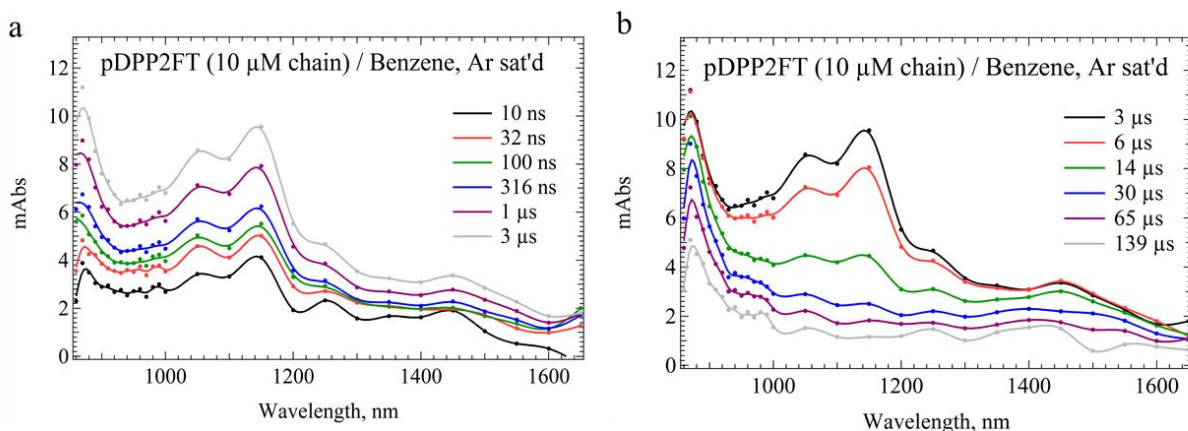 a
pDPP2FT (10 µM chain) / Benzene, Ar sat'd
10 ns
32 ns
100 ns
316 ns
1 µs
3 µs
12
10
8
6
4
2
0
mAbs
1000
1200
1400
1600
Wavelength, nm
b
pDPP2FT (10 µM chain) / Benzene, Ar sat'd
3 µs
6 µs
14 µs
30 µs
65 µs
139 µs
12
10
8
6
4
2
0
mAbs
1000
1200
1400
1600
Wavelength, nm